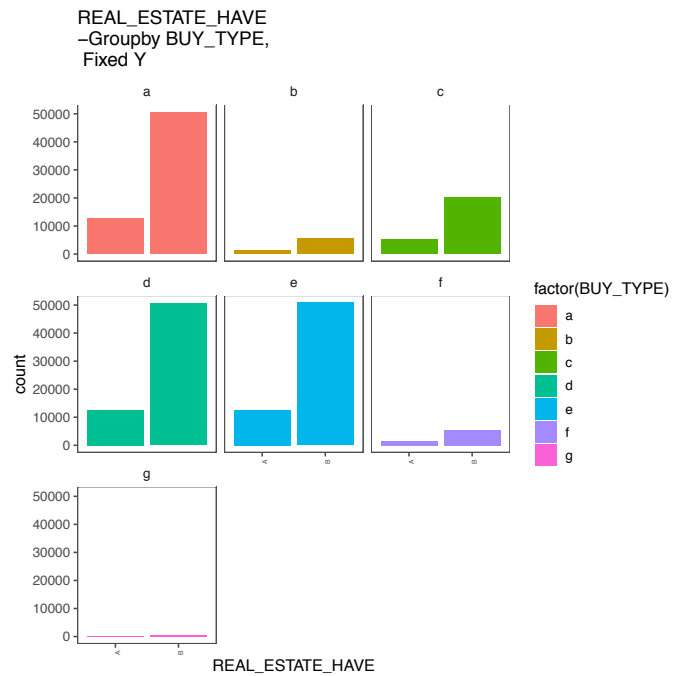 REAL_ESTATE_HAVE
−Groupby BUY_TYPE,
Fixed Y
a
b
c
50000
40000
30000
20000
10000
0
d
e
f
50000
40000
30000
20000
10000
0
A
B
A
B
g
50000
40000
30000
20000
10000
0
A
B
count
REAL_ESTATE_HAVE
factor(BUY_TYPE)
a
b
c
d
e
f
g